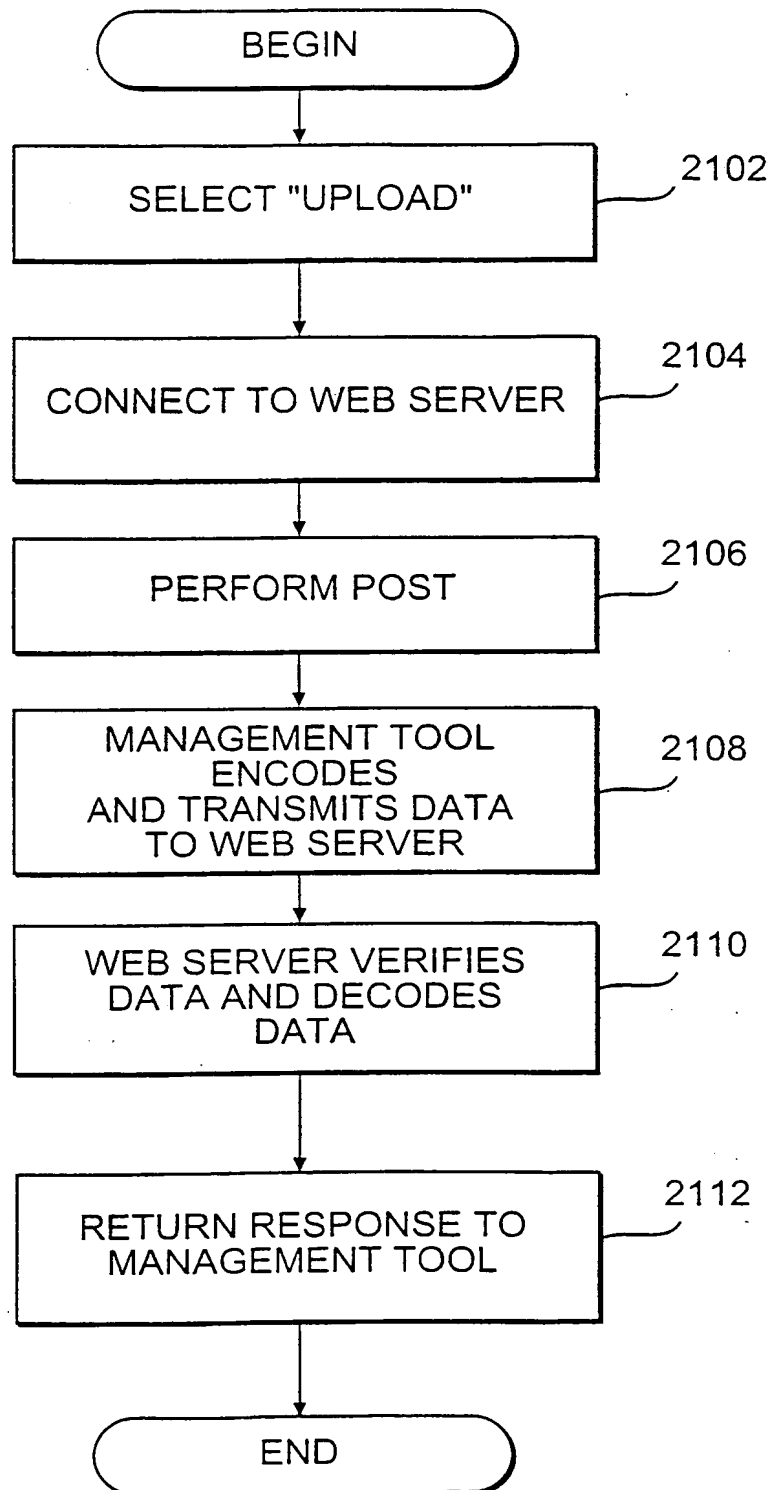 BEGIN
SELECT "UPLOAD"
2102
CONNECT TO WEB SERVER
2104
PERFORM POST
2106
MANAGEMENT TOOL
ENCODES
AND TRANSMITS DATA
TO WEB SERVER
2108
WEB SERVER VERIFIES
DATA AND DECODES
DATA
2110
RETURN RESPONSE TO
MANAGEMENT TOOL
2112
END